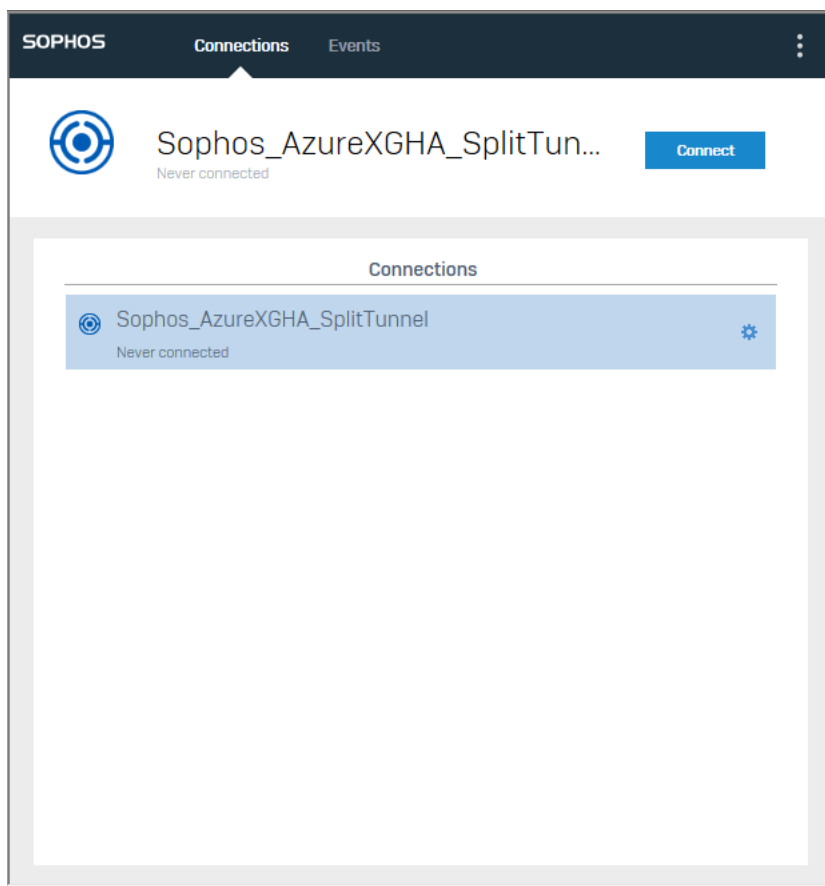 SOPHOS Connections Events
Sophos_AzureXGHA_SplitTun... Connect
Never connected
Connections
Sophos_AzureXGHA_SplitTunnel
Never connected